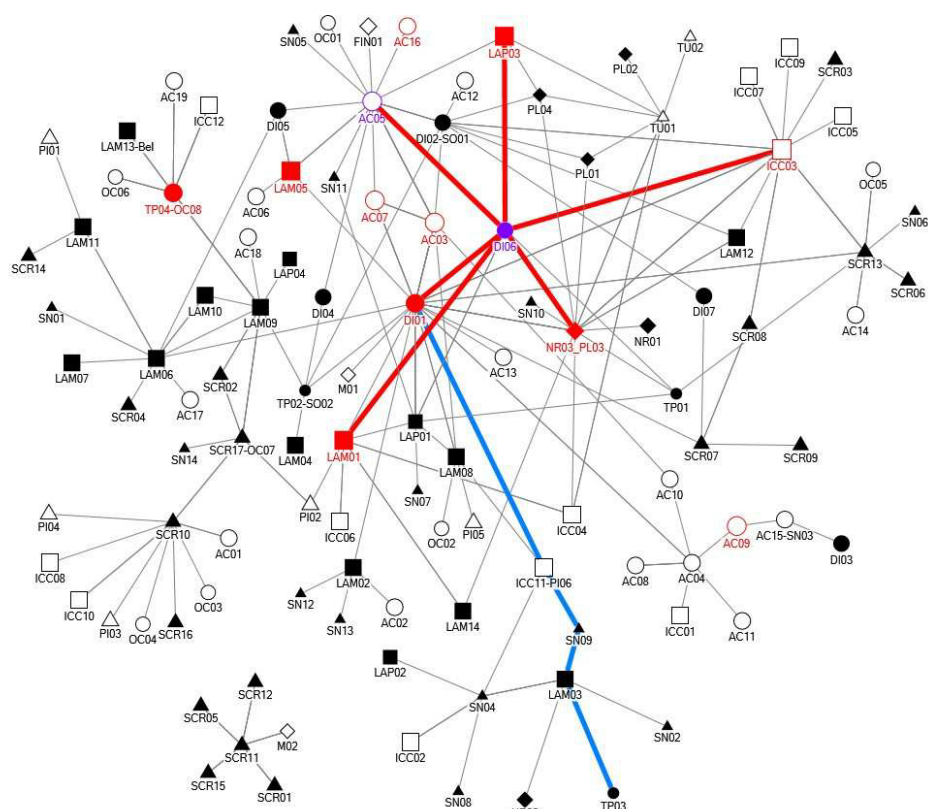 OC01
SN05
FIN01
AC16
LAP03
TU02
ICC09
PL02
SCR03
ICC07
AC19
ICC12
AC12
PL04
DI05
AC05
DI02-SO01
TU01
ICC05
PI01
LAM13-Bel
ICC03
PL01
OC05
OC06
LAM05
SN11
TP04-OC08
AC06
AC07
AC03
DI06
SN06
LAM11
AC18
LAM12
SCR14
LAP04
SCR13
SCR06
SN01
LAM10
LAM09
DI04
DI01
SN10
DI07
AC14
NR03_PL03
NR01
SCR08
LAM07
LAM06
SCR02
M01
AC13
SCR04
AC17
TP02-SO02
TP01
SN14
SCR17-OC07
LAM04
LAM01
LAP01
LAM08
SCR07
SCR09
AC10
PI04
PI02
ICC06
SN07
OC02
PI05
ICC04
SCR10
AC01
AC09
AC15-SN03
DI03
ICC08
ICC10
PI03
OC04
SCR16
OC03
SN12
LAM02
SN13
AC02
LAM14
ICC11-PI06
AC08
AC04
ICC01
AC11
SN09
LAP02
SN04
LAM03
SCR12
SCR05
SCR11
M02
SCR15
SCR01
ICC02
SN02
SN08
TP03